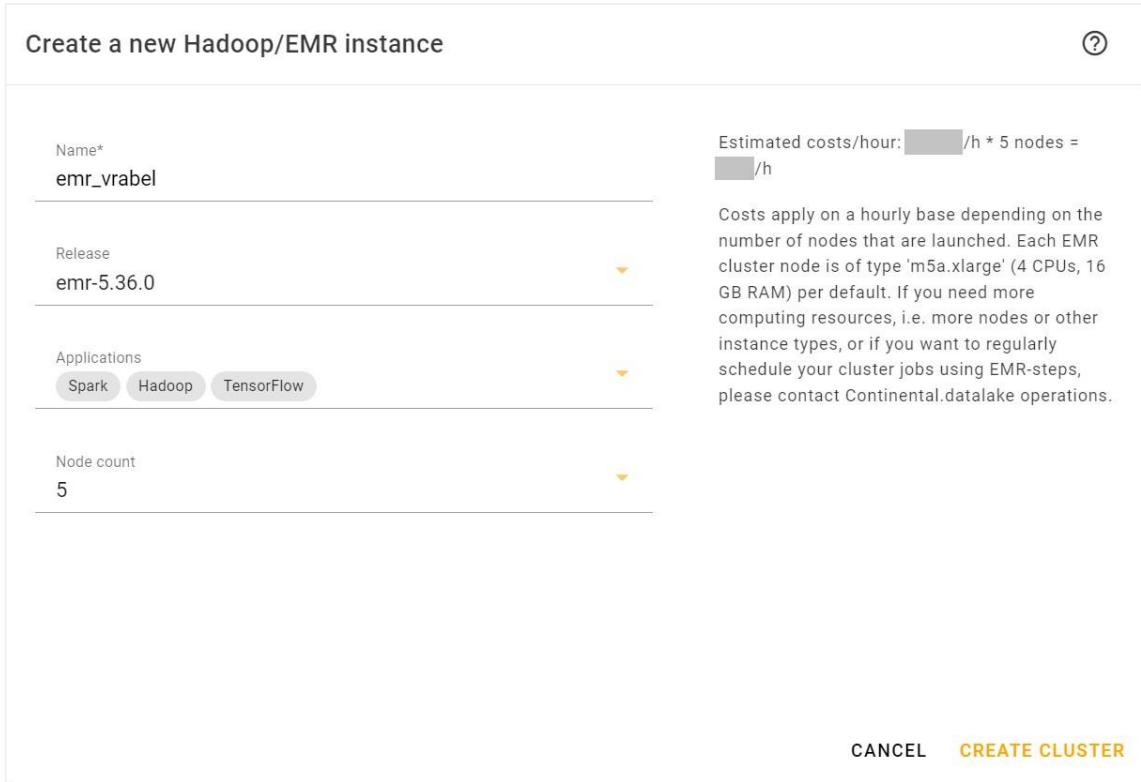 Create a new Hadoop/EMR instance
Name*
emr_vrabel
Release
emr-5.36.0
Applications
Spark Hadoop TensorFlow
Node count
5
Estimated costs/hour: /h * 5 nodes =
/h
Costs apply on a hourly base depending on the
number of nodes that are launched. Each EMR
cluster node is of type 'm5a.xlarge' (4 CPUs, 16
GB RAM) per default. If you need more
computing resources, i.e. more nodes or other
instance types, or if you want to regularly
schedule your cluster jobs using EMR-steps,
please contact Continental.datalake operations.
CANCEL CREATE CLUSTER